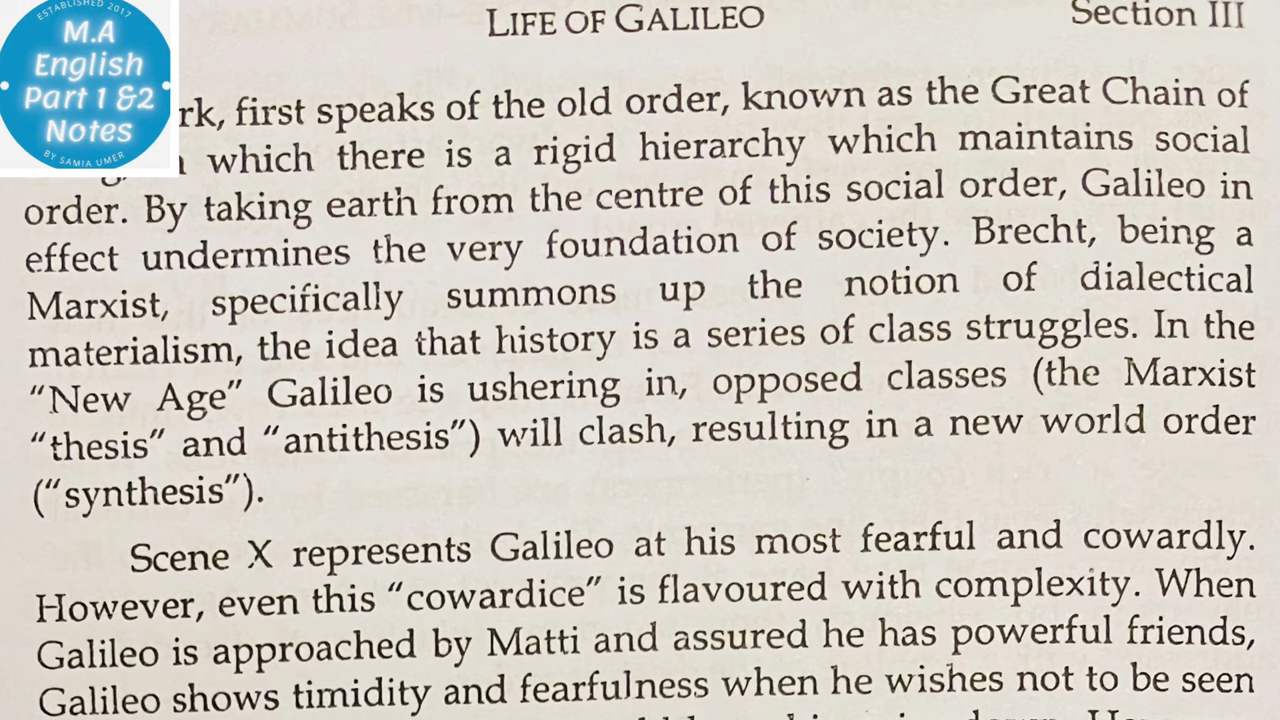 ESTABLISHED 2017
M.A
English
Part 1 &2
Notes
BY SAMIA UMER
LIFE OF GALILEO
Section III
rk, first speaks of the old order, known as the Great Chain of
which there is a rigid hierarchy which maintains social
order. By taking earth from the centre of this social order, Galileo in
effect undermines the very foundation of society. Brecht, being a
Marxist, specifically summons up the notion of dialectical
materialism, the idea that history is a series of class struggles. In the
“New Age” Galileo is ushering in, opposed classes (the Marxist
“thesis” and “antithesis”) will clash, resulting in a new world order
(“synthesis”).
Scene X represents Galileo at his most fearful and cowardly.
However, even this “cowardice” is flavoured with complexity. When
Galileo is approached by Matti and assured he has powerful friends,
Galileo shows timidity and fearfulness when he wishes not to be seen